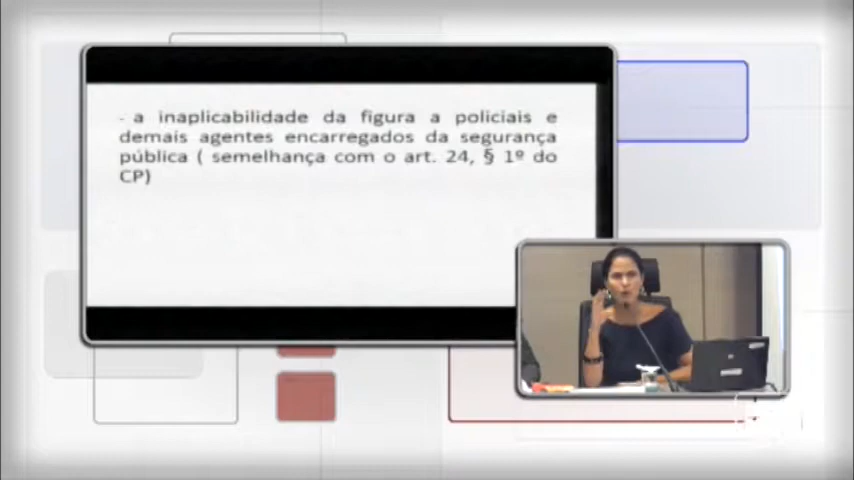 - a inaplicabilidade da figura a policiais e
demais agentes encarregados da segurança
pública ( semelhança com o art. 24, § 1º do
CP)